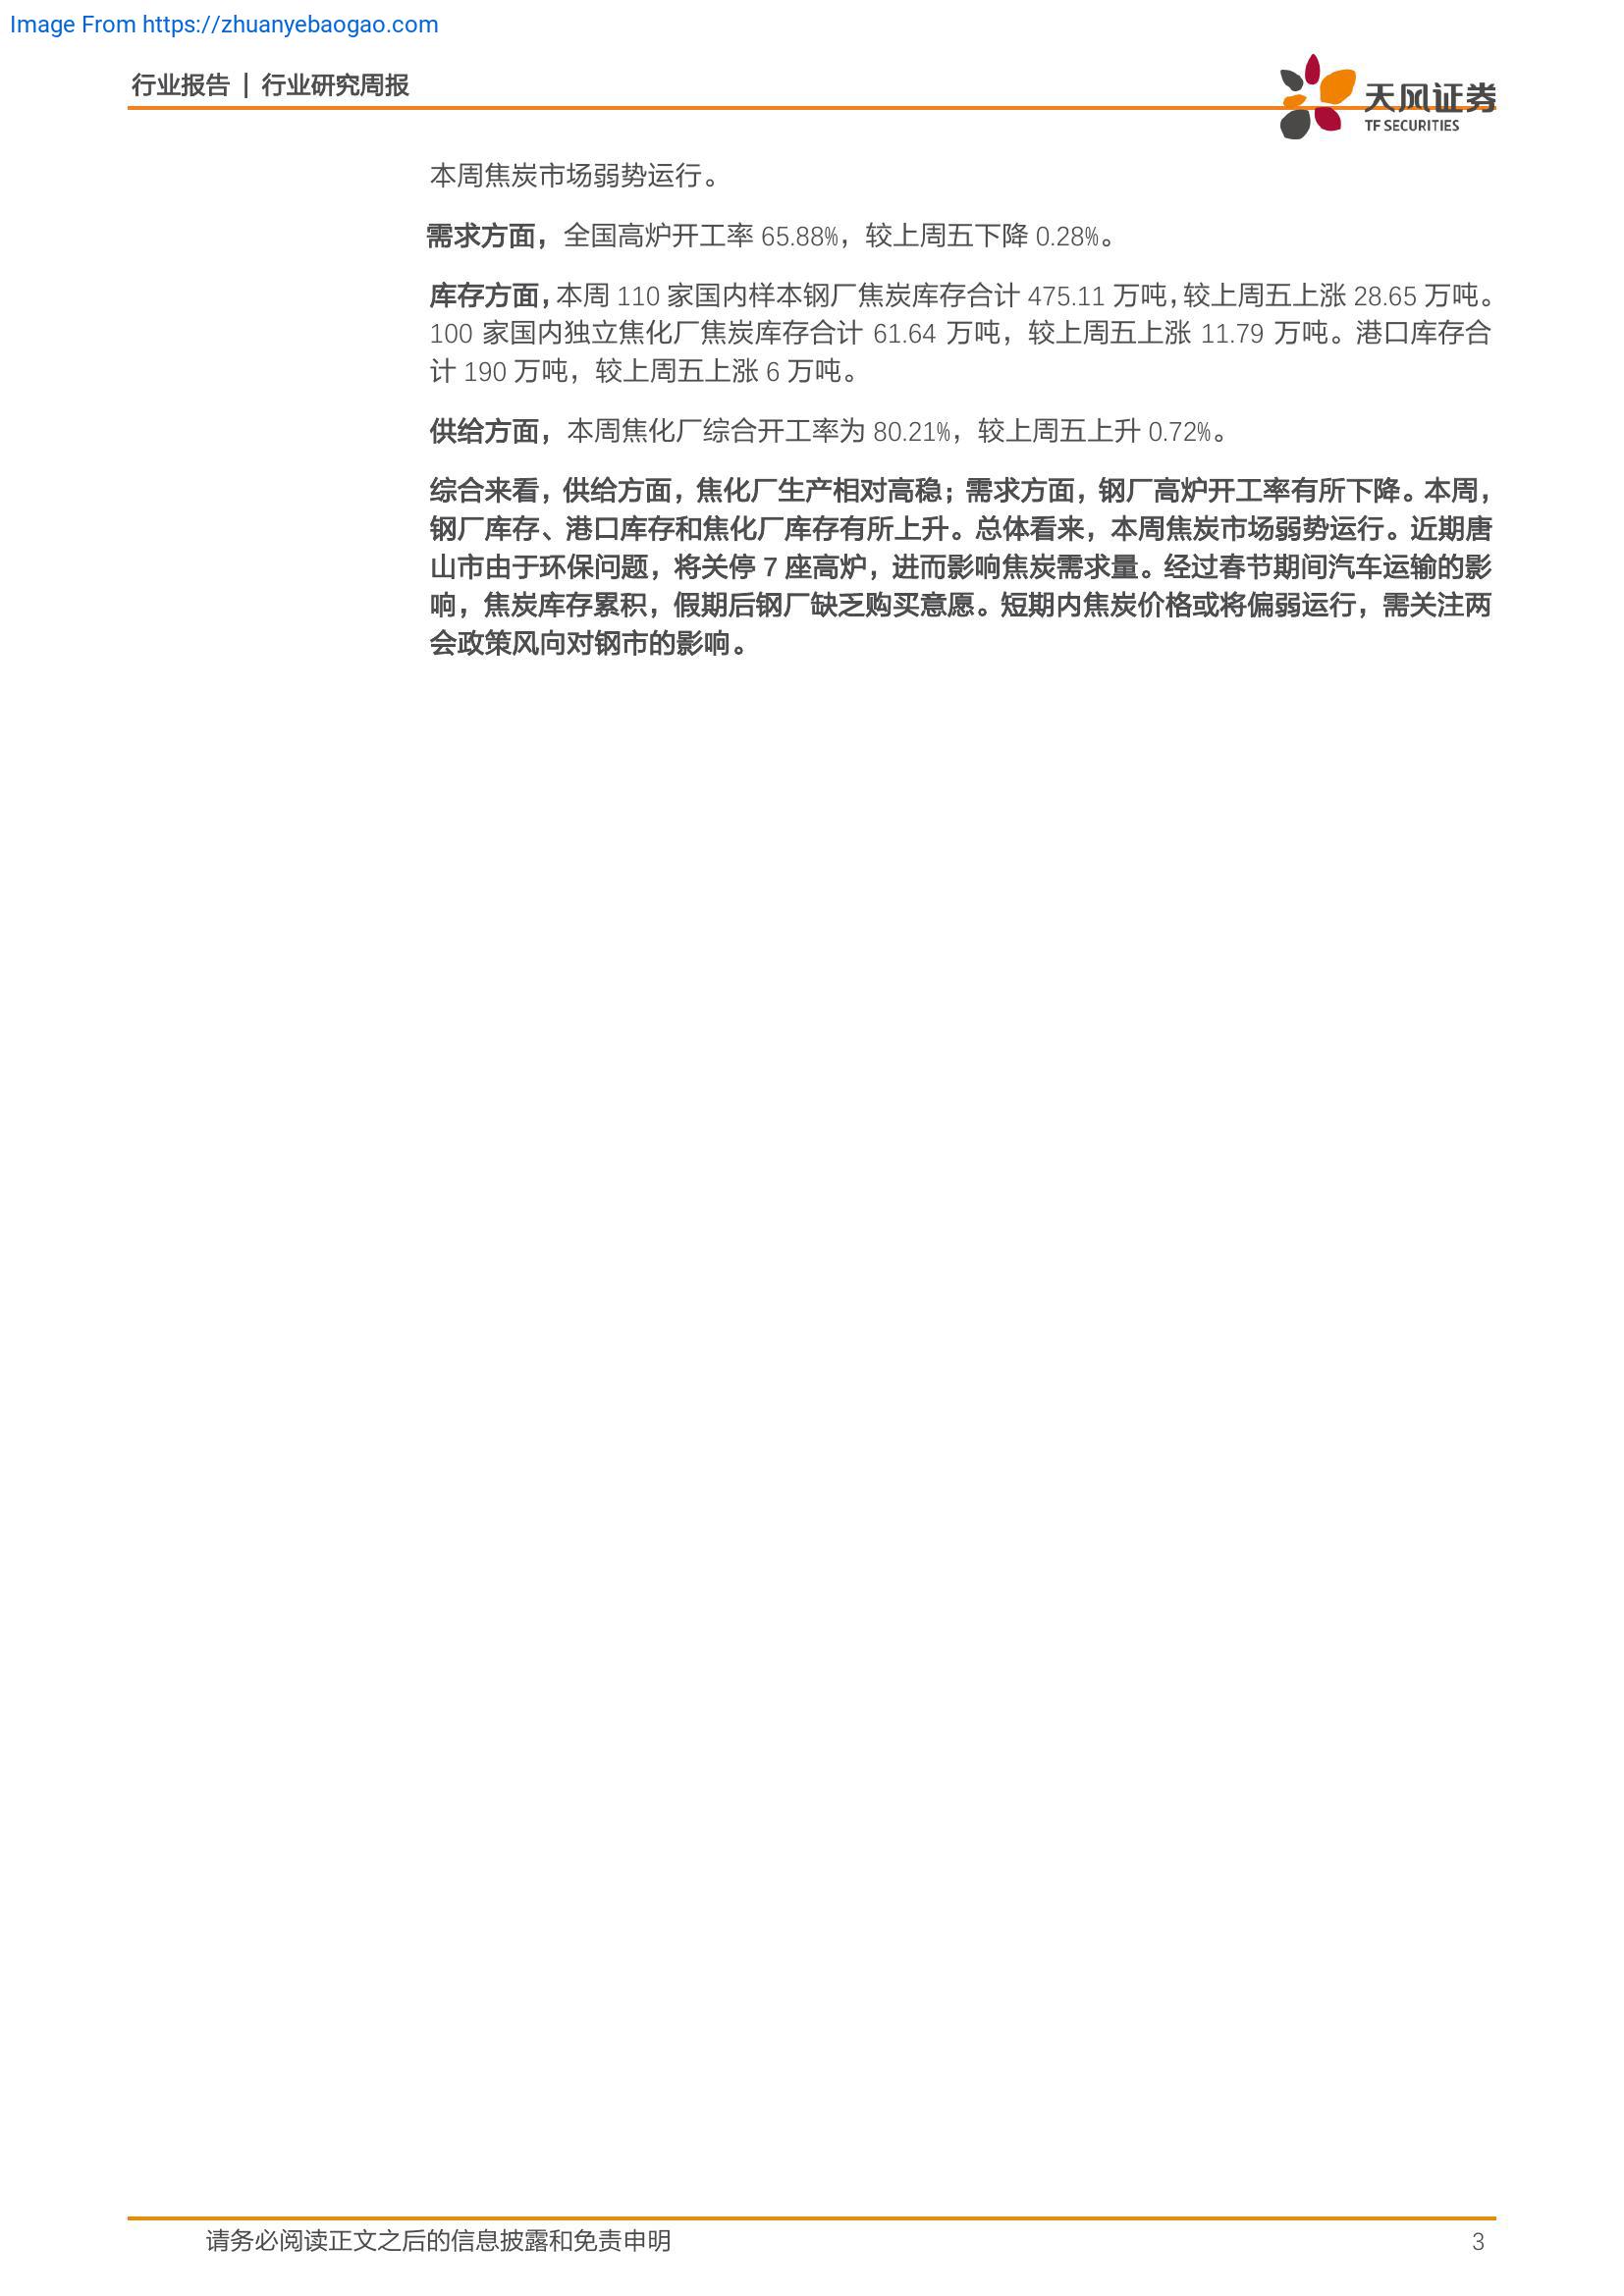 Image From https://zhuanyebaogao.com
行业报告 | 行业研究周报
天风证券
TF SECURITIES
本周焦炭市场弱势运行。
需求方面，全国高炉开工率 65.88%，较上周五下降 0.28%。
库存方面，本周 110 家国内样本钢厂焦炭库存合计 475.11 万吨，较上周五上涨 28.65 万吨。
100 家国内独立焦化厂焦炭库存合计 61.64 万吨，较上周五上涨 11.79 万吨。港口库存合
计 190 万吨，较上周五上涨 6 万吨。
供给方面，本周焦化厂综合开工率为 80.21%，较上周五上升 0.72%。
综合来看，供给方面，焦化厂生产相对高稳；需求方面，钢厂高炉开工率有所下降。本周，
钢厂库存、港口库存和焦化厂库存有所上升。总体看来，本周焦炭市场弱势运行。近期唐
山市由于环保问题，将关停 7 座高炉，进而影响焦炭需求量。经过春节期间汽车运输的影
响，焦炭库存累积，假期后钢厂缺乏购买意愿。短期内焦炭价格或将偏弱运行，需关注两
会政策风向对钢市的影响。
请务必阅读正文之后的信息披露和免责申明
3